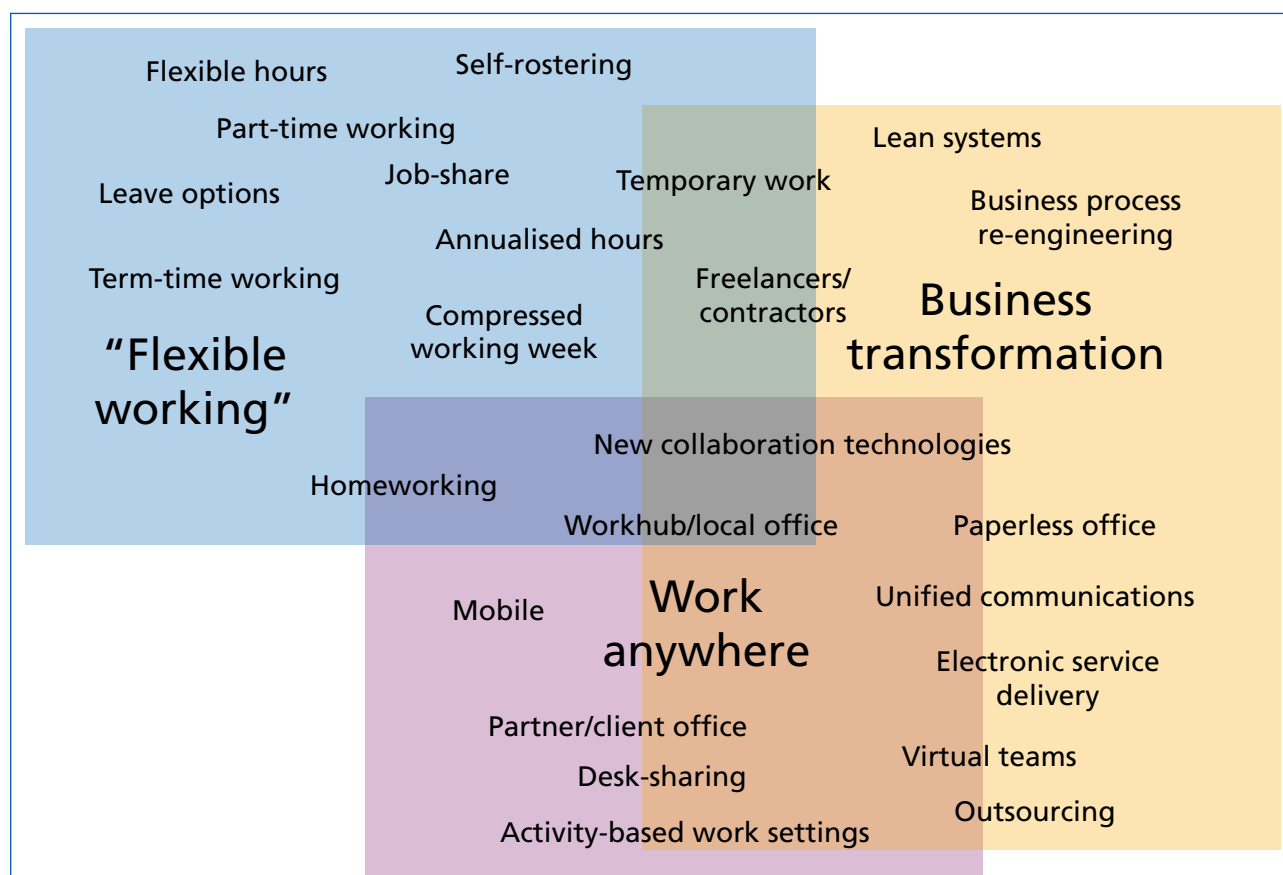 Flexible hours
Self-rostering
Part-time working
Job-share
Leave options
Annualised hours
Term-time working
Compressed
working week
“Flexible
working”
Temporary work
Freelancers/
contractors
Lean systems
Business process
re-engineering
Business
transformation
New collaboration technologies
Homeworking
Workhub/local office
Paperless office
Mobile
Work
anywhere
Unified communications
Electronic service
delivery
Partner/client office
Desk-sharing
Virtual teams
Outsourcing
Activity-based work settings